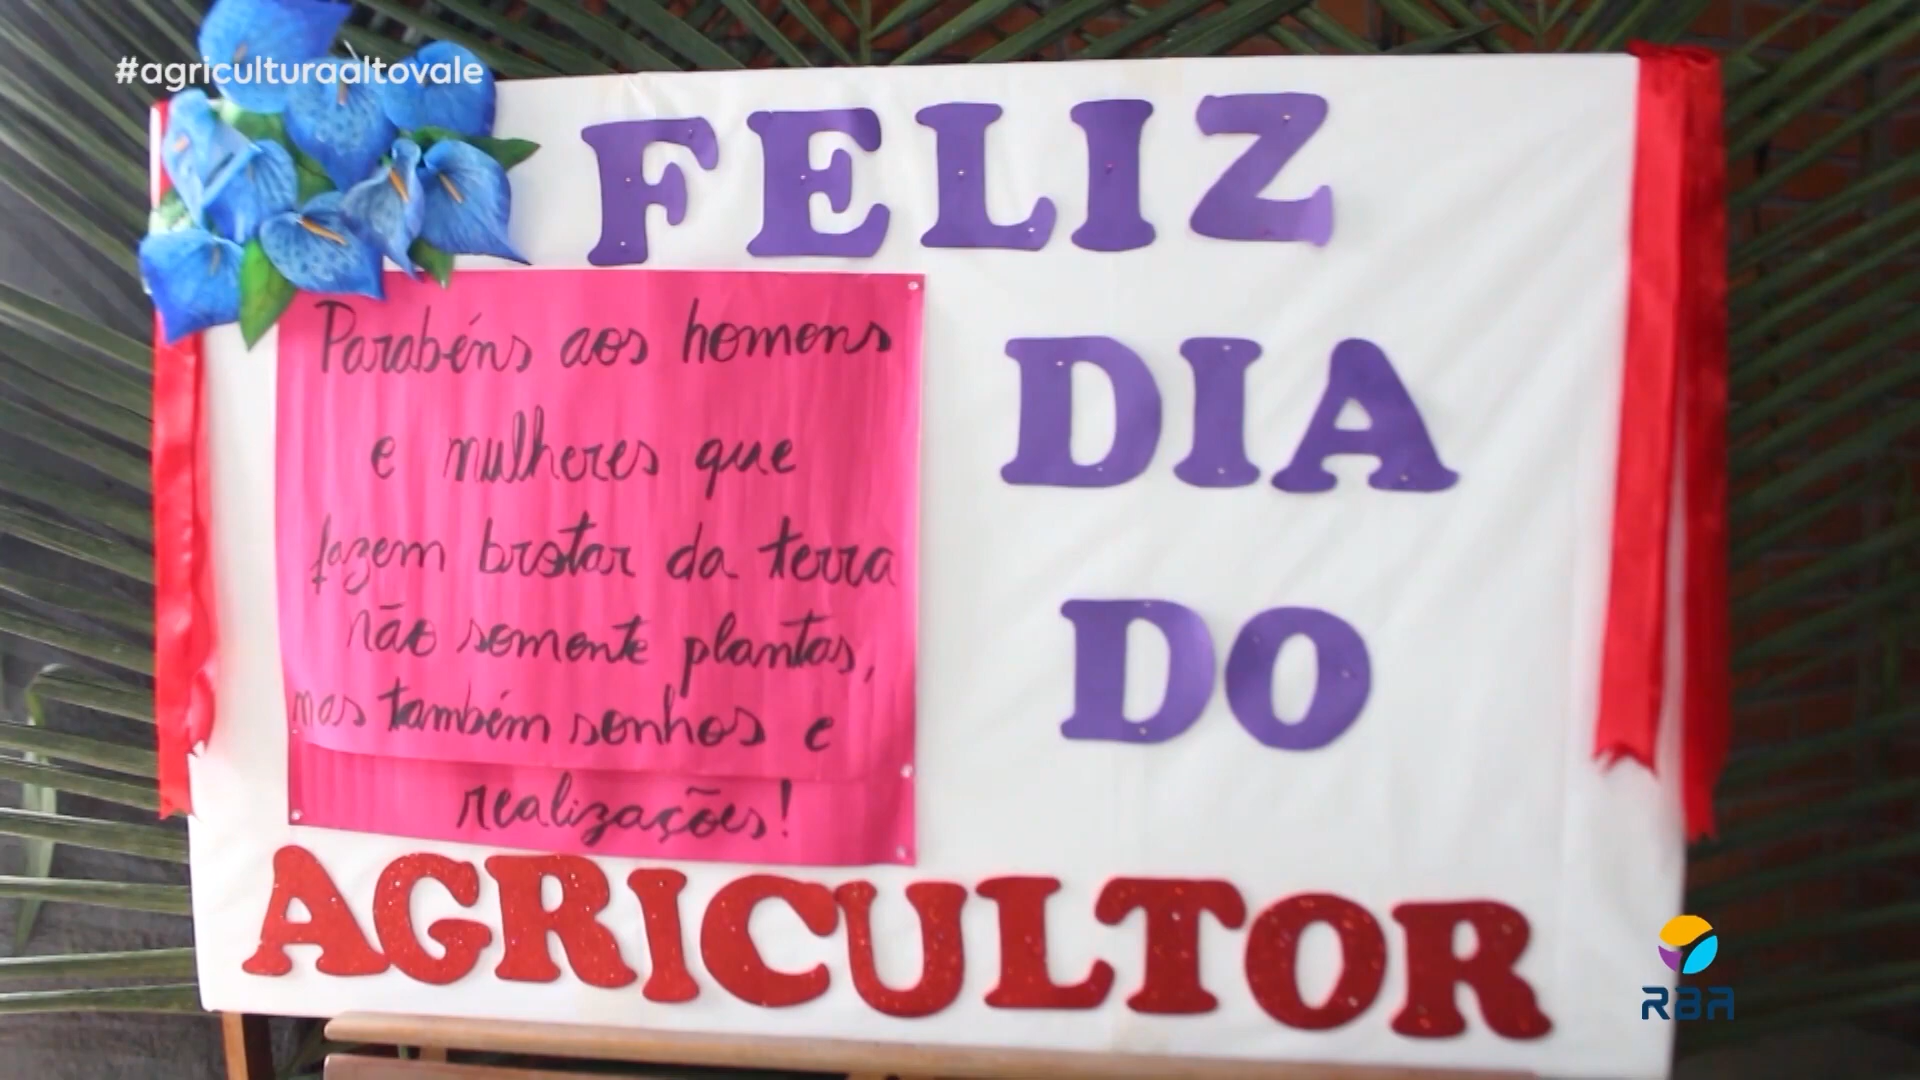 #agriculturaaltovale
FELIZ
Parabéns aos homens
e mulheres que
fazem brotar da terra
não somente plantas,
mas também sonhos e
realizações!
DIA
DO
AGRICULTOR
RBA